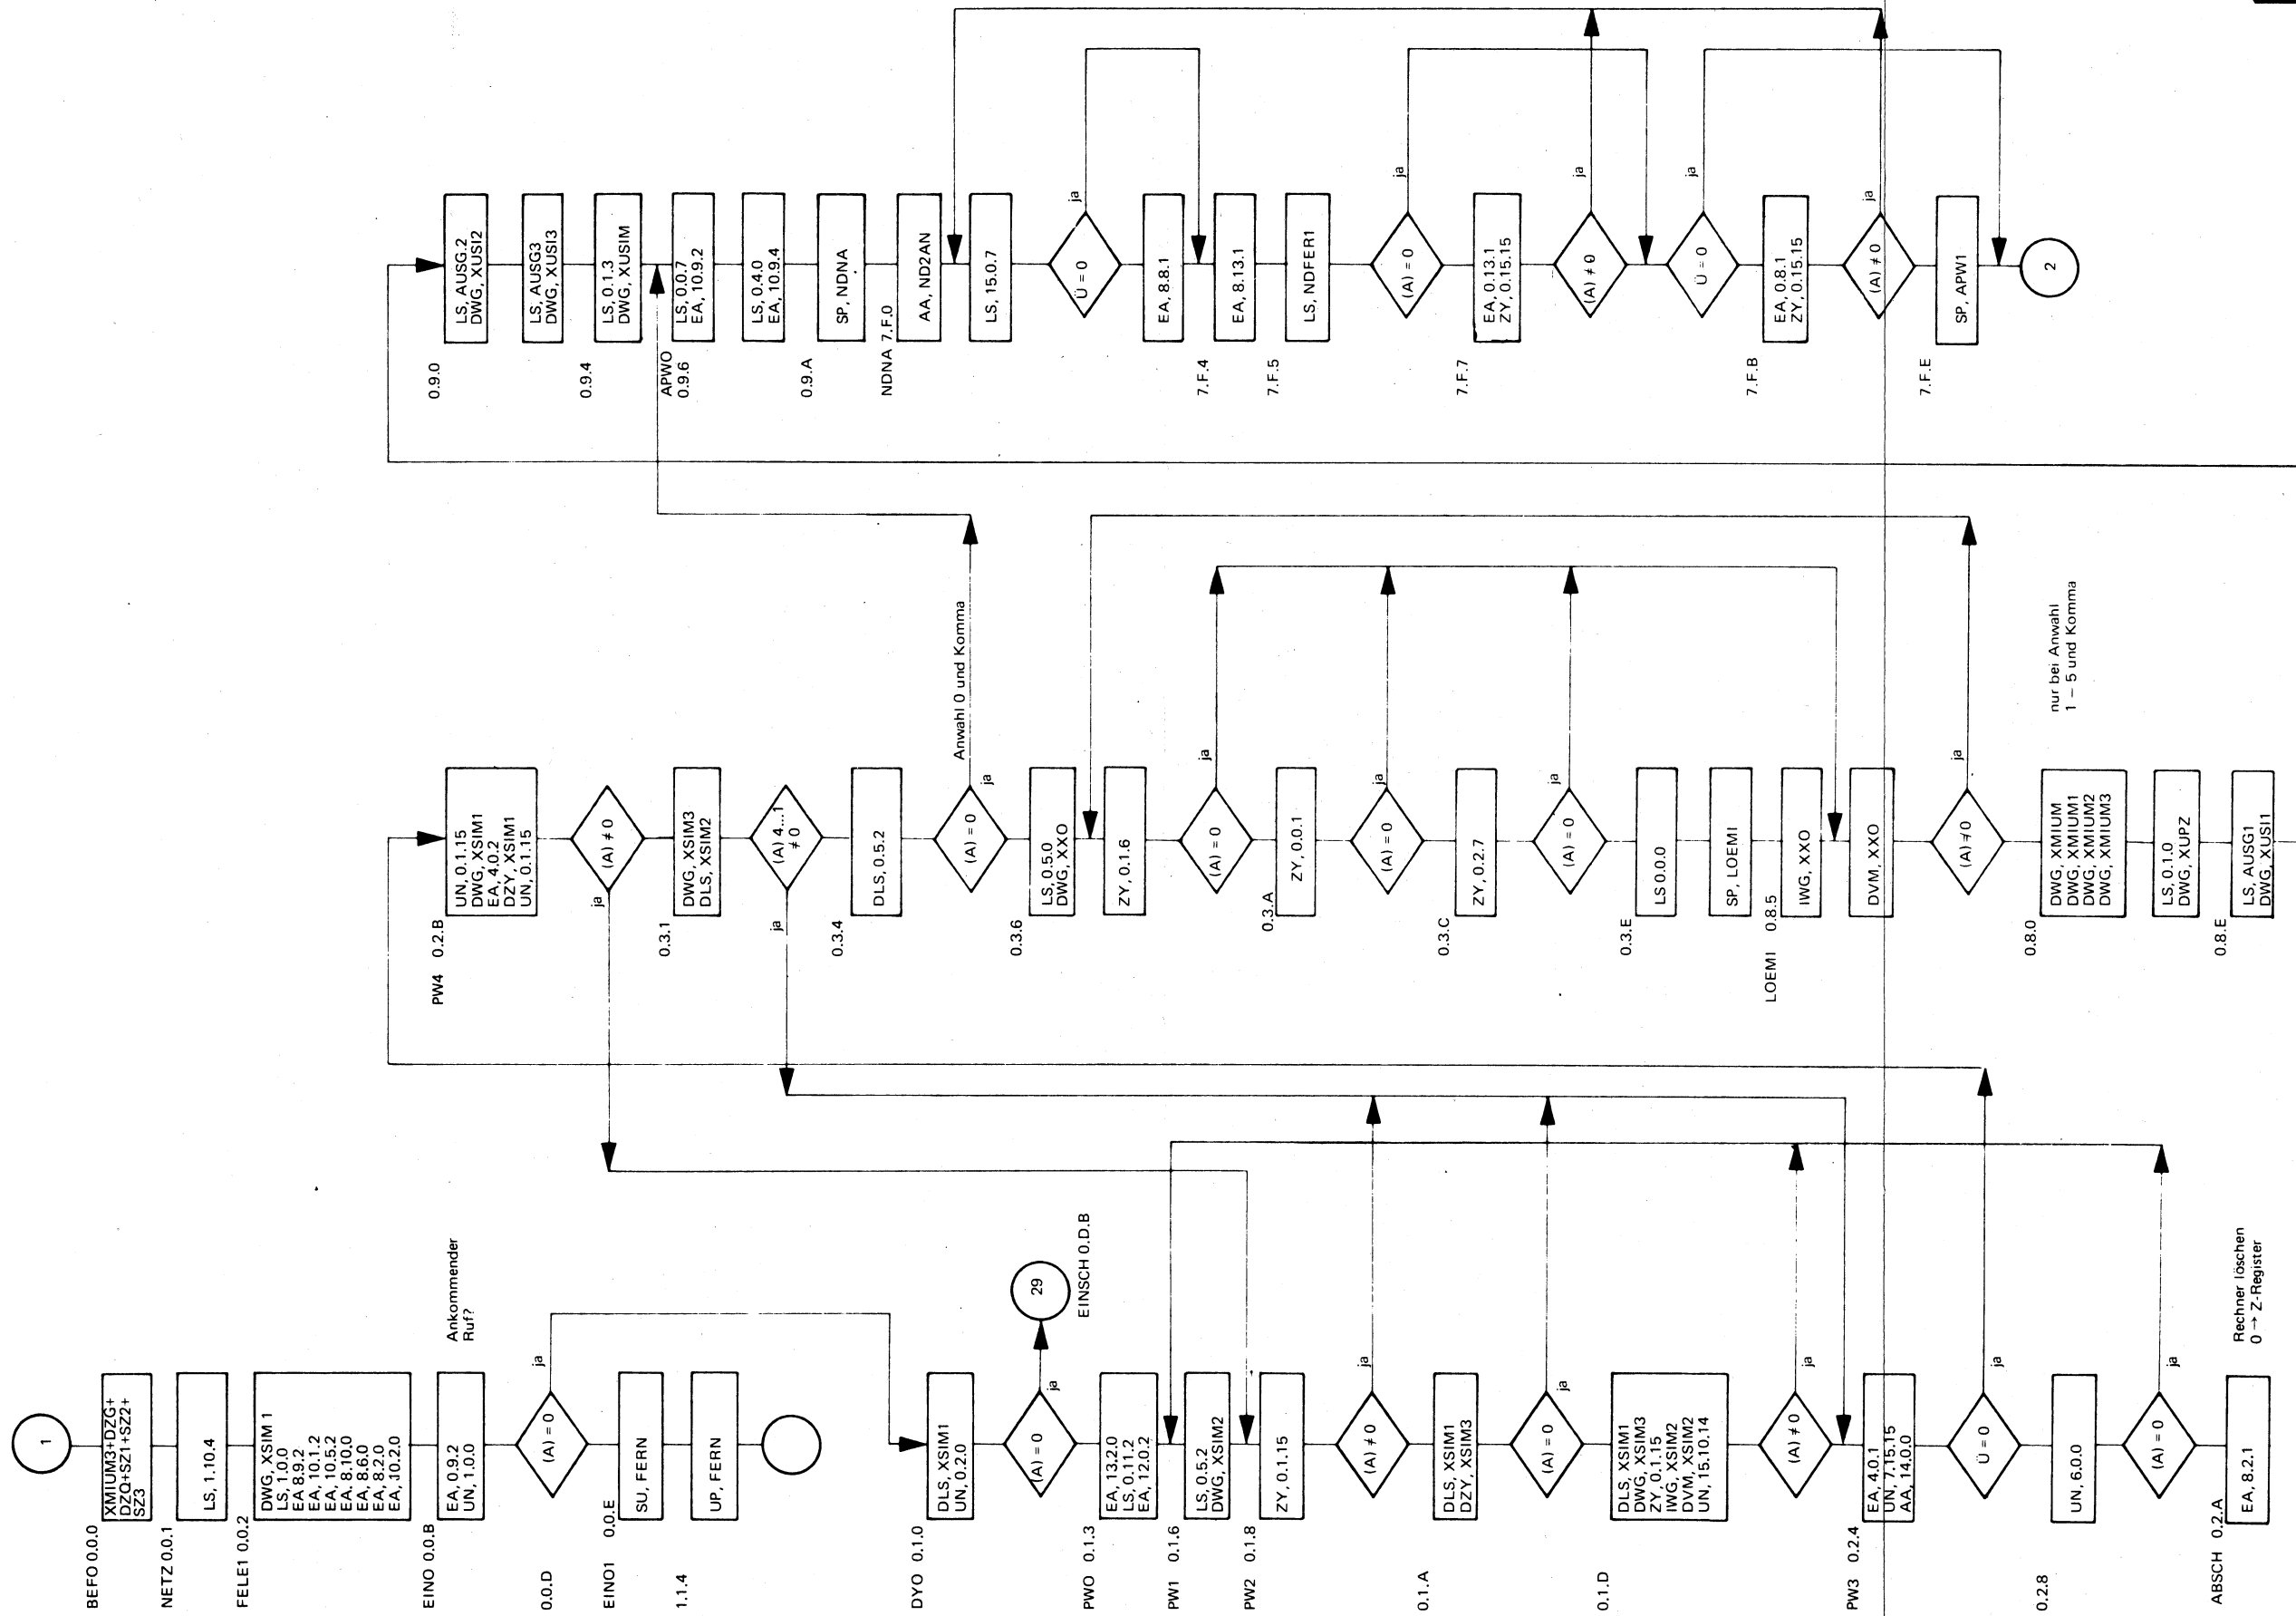 1
BEFO 0.0.0
XMIUM3+DZG+
DZQ+SZ1+SZ2+
SZ3
NETZ 0.0.1
LS, 1.10.4
FELE1 0.0.2
DWG, XSIM 1
LS, 1.0.0
EA 8.9.2
EA, 10.1.2
EA, 10.5.2
EA, 8.10.0
EA, 8.6.0
EA, 8.2.0
EA, 10.2.0
EINO 0.0.B
EA, 0.9.2
UN, 1.0.0
Ankommender
Ruf?
0.0.D
(A) = 0
ja
EINO1 0.0.E
SU, FERN
1.1.4
UP, FERN
DYO 0.1.0
DLS, XSIM1
UN, 0.2.0
(A) = 0
ja
29
EINSCH 0.D.B
PWO 0.1.3
EA, 13.2.0
LS, 0.11.2
EA, 12.0.2
PW1 0.1.6
LS, 0.5.2
DWG, XSIM2
PW2 0.1.8
ZY, 0.1.15
(A) ≠ 0
ja
0.1.A
DLS, XSIM1
DZY, XSIM3
(A) = 0
ja
0.1.D
DLS, XSIM1
DWG, XSIM3
ZY, 0.1.15
IWG, XSIM2
DVM, XSIM2
UN, 15.10.14
(A) ≠ 0
ja
PW3 0.2.4
EA, 4.0.1
UN, 7.15.15
AA, 14.0.0
Ü = 0
ja
0.2.8
UN, 6.0.0
(A) = 0
ja
ABSCH 0.2.A
EA, 8.2.1
Rechner löschen
0 → Z-Register
PW4 0.2.B
UN, 0.1.15
DWG, XSIM1
EA, 4.0.2
DZY, XSIM1
UN, 0.1.15
(A) ≠ 0
ja
0.3.1
DWG, XSIM3
DLS, XSIM2
(A) 4...1
≠ 0
ja
0.3.4
DLS, 0.5.2
(A) = 0
ja
Anwahl 0 und Komma
0.3.6
LS, 0.5.0
DWG, XXO
ZY, 0.1.6
(A) = 0
ja
0.3.A
ZY, 0.0.1
(A) = 0
ja
0.3.C
ZY, 0.2.7
(A) = 0
ja
0.3.E
LS 0.0.0
SP, LOEMI
LOEMI 0.8.5
IWG, XXO
DVM, XXO
(A) ≠ 0
ja
0.8.0
DWG, XMIUM
DWG, XMIUM1
DWG, XMIUM2
DWG, XMIUM3
nur bei Anwahl
1 – 5 und Komma
LS, 0.1.0
DWG, XUPZ
0.8.E
LS, AUSG1
DWG, XUSI1
0.9.0
LS, AUSG.2
DWG, XUSI2
LS, AUSG3
DWG, XUSI3
0.9.4
LS, 0.1.3
DWG, XUSIM
APWO
0.9.6
LS, 0.0.7
EA, 10.9.2
LS, 0.4.0
EA, 10.9.4
0.9.A
SP, NDNA
NDNA 7.F.0
AA, ND2AN
LS, 15.0.7
Ü = 0
ja
EA, 8.8.1
7.F.4
EA, 8.13.1
7.F.5
LS, NDFER1
(A) = 0
ja
7.F.7
EA, 0.13.1
ZY, 0.15.15
(A) ≠ 0
ja
Ü = 0
ja
7.F.B
EA, 0.8.1
ZY, 0.15.15
(A) ≠ 0
ja
7.F.E
SP, APW1
2